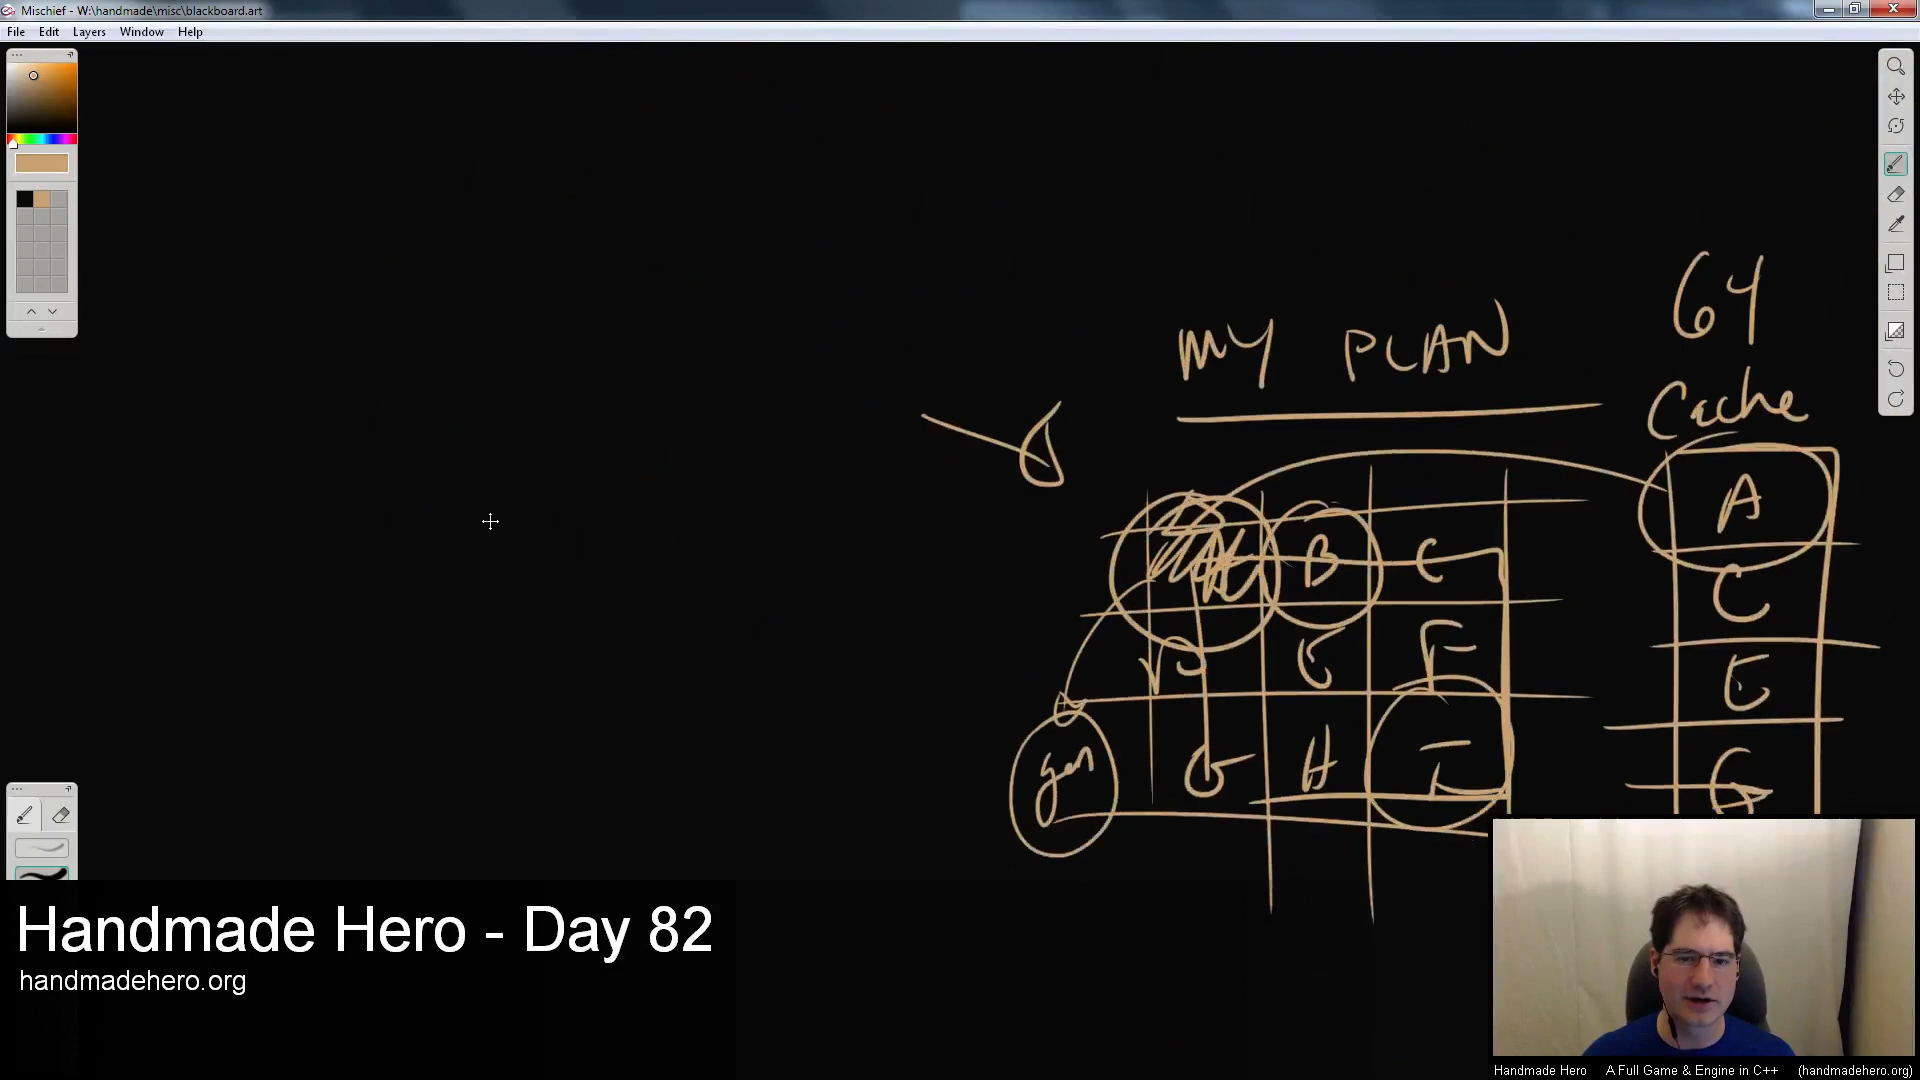 Mischief - W:\handmade\misc\blackboard.art
File Edit Layers Window Help
64
MY PLAN
Cache
A
B C
C
E F
E
gen G H I
G
Handmade Hero - Day 82
handmadehero.org
Handmade Hero A Full Game & Engine in C++ (handmadehero.org)